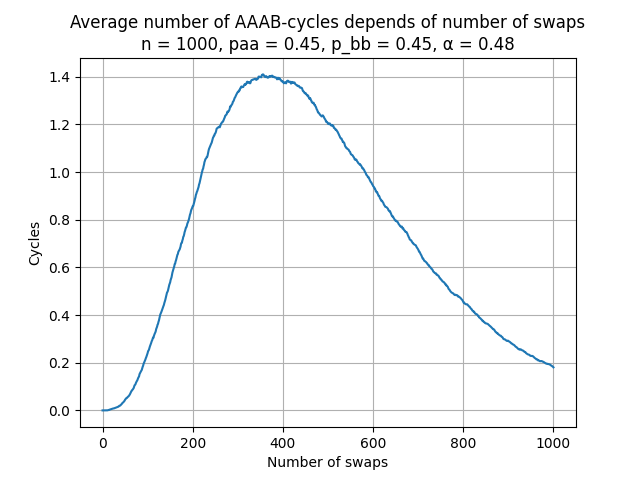 Average number of AAAB-cycles depends of number of swaps
n = 1000, paa = 0.45, p_bb = 0.45, α = 0.48
1.4
1.2
1.0
0.8
0.6
0.4
0.2
0.0
Cycles
0 200 400 600 800 1000
Number of swaps